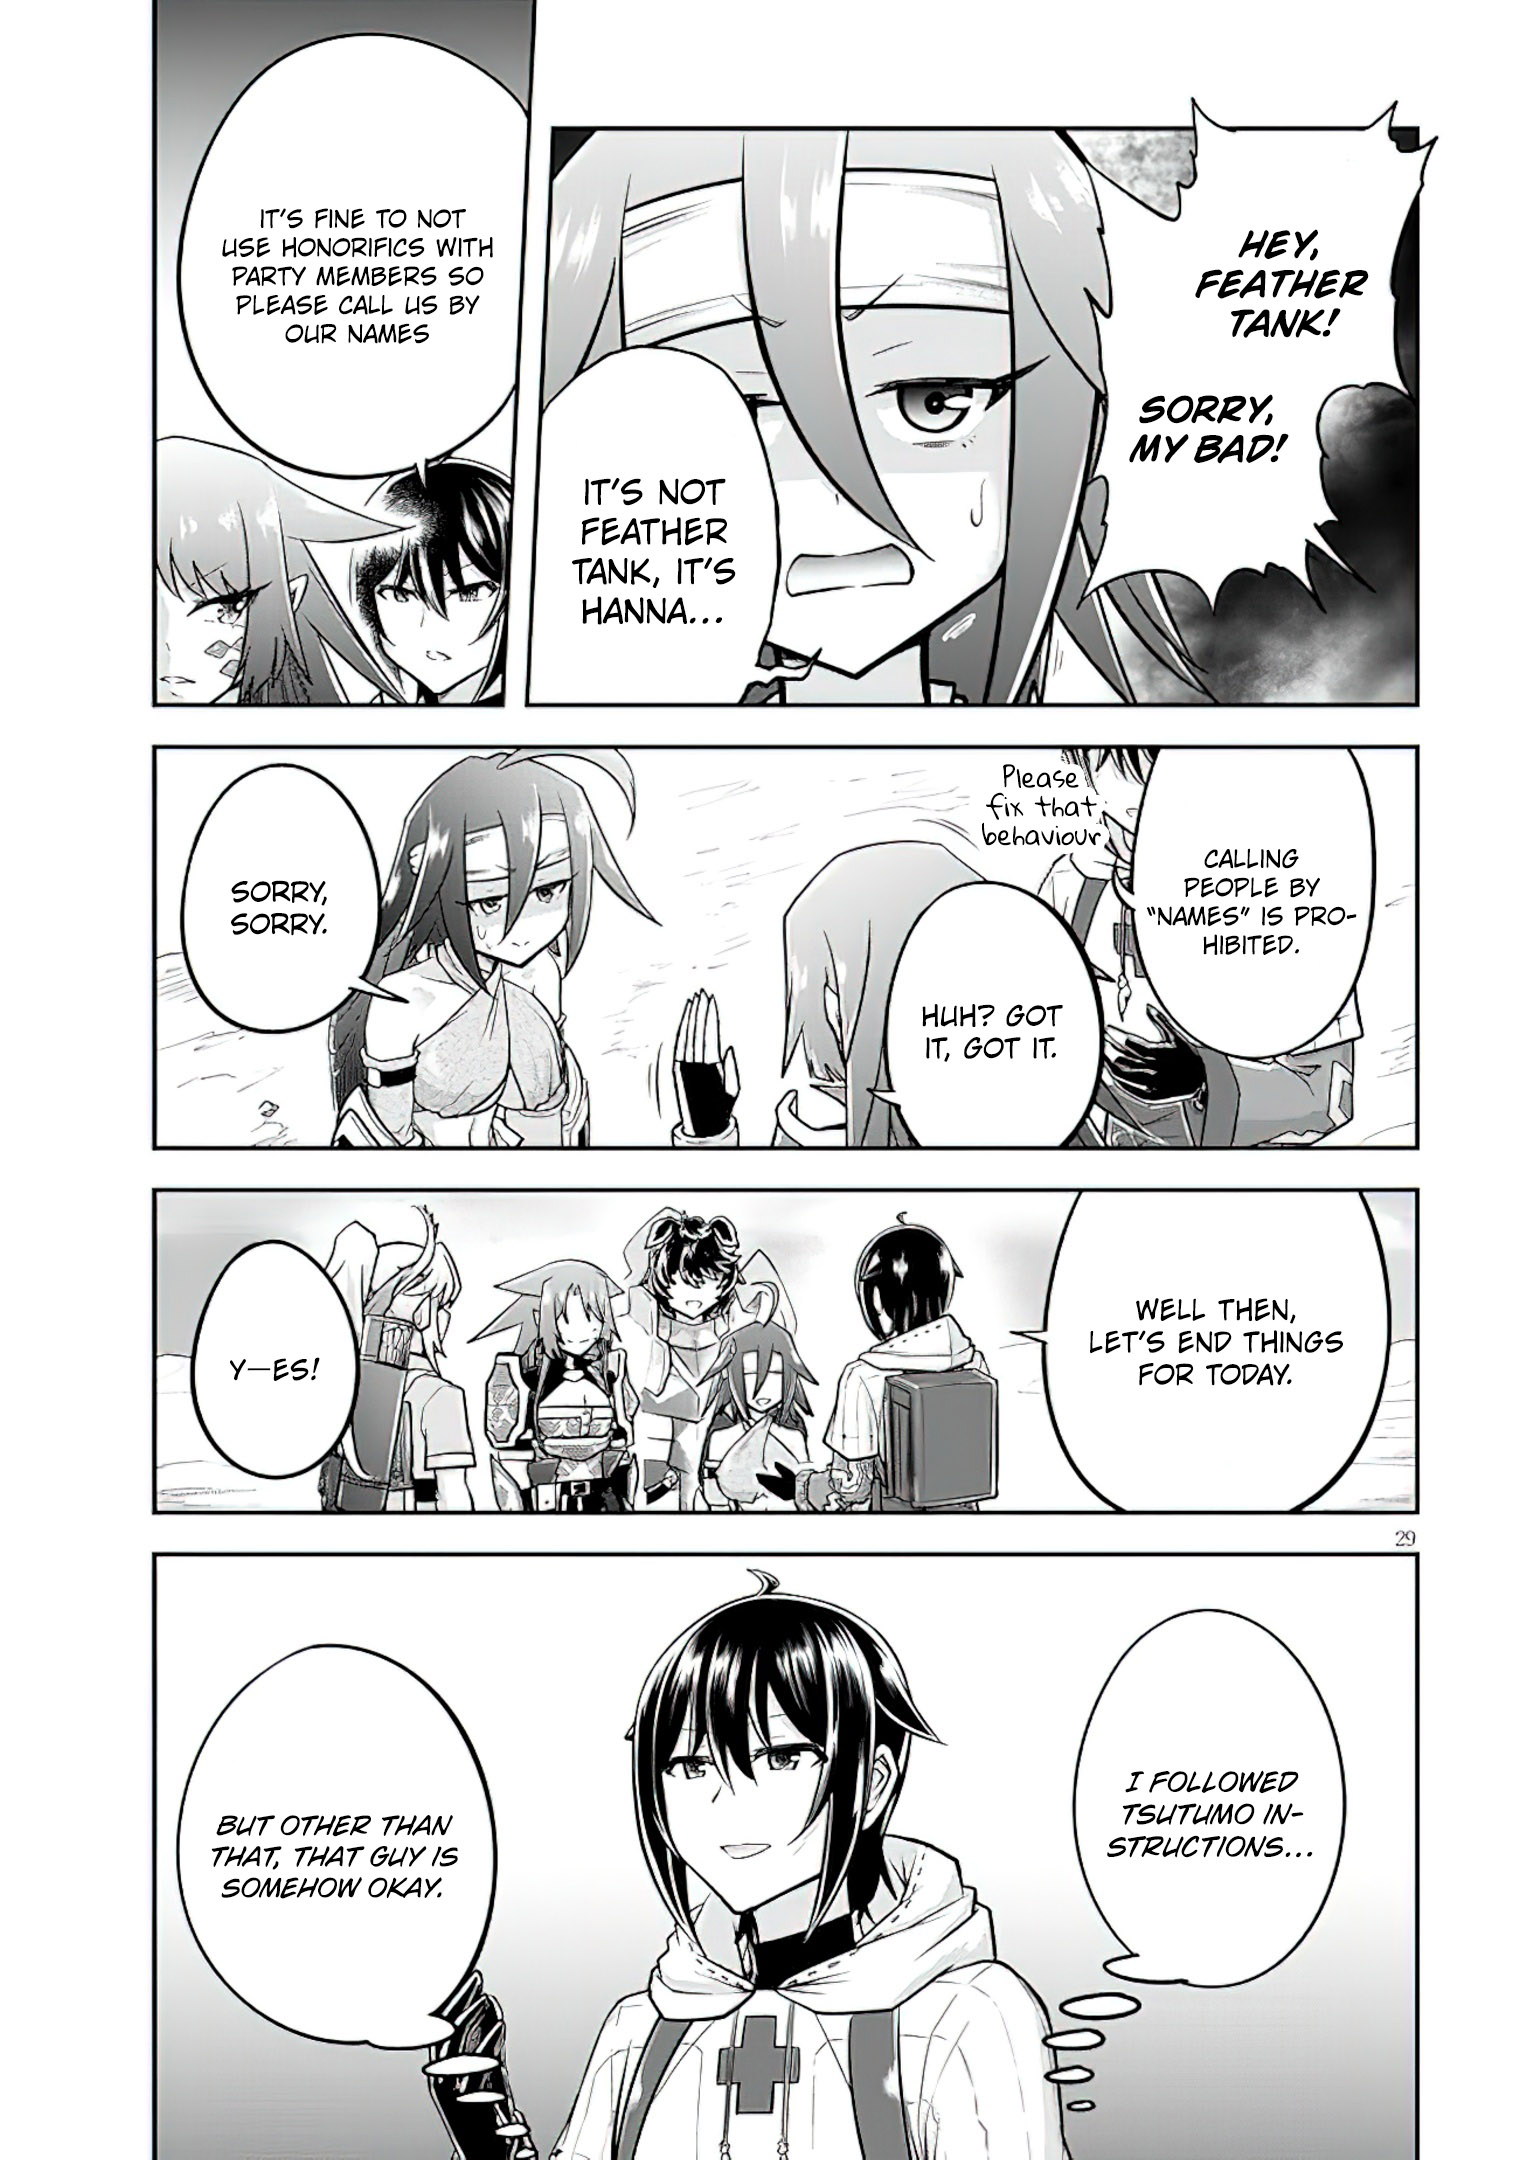 HEY,
FEATHER
TANK!
SORRY,
MY BAD!
IT'S NOT
FEATHER
TANK, IT'S
HANNA...
IT'S FINE TO NOT
USE HONORIFICS WITH
PARTY MEMBERS SO
PLEASE CALL US BY
OUR NAMES
CALLING
PEOPLE BY
"NAMES" IS PRO-
HIBITED.
Please
fix that
behaviour
HUH? GOT
IT, GOT IT.
SORRY,
SORRY.
WELL THEN,
LET'S END THINGS
FOR TODAY.
Y—ES!
29
I FOLLOWED
TSUTUMO IN-
STRUCTIONS...
BUT OTHER THAN
THAT, THAT GUY IS
SOMEHOW OKAY.